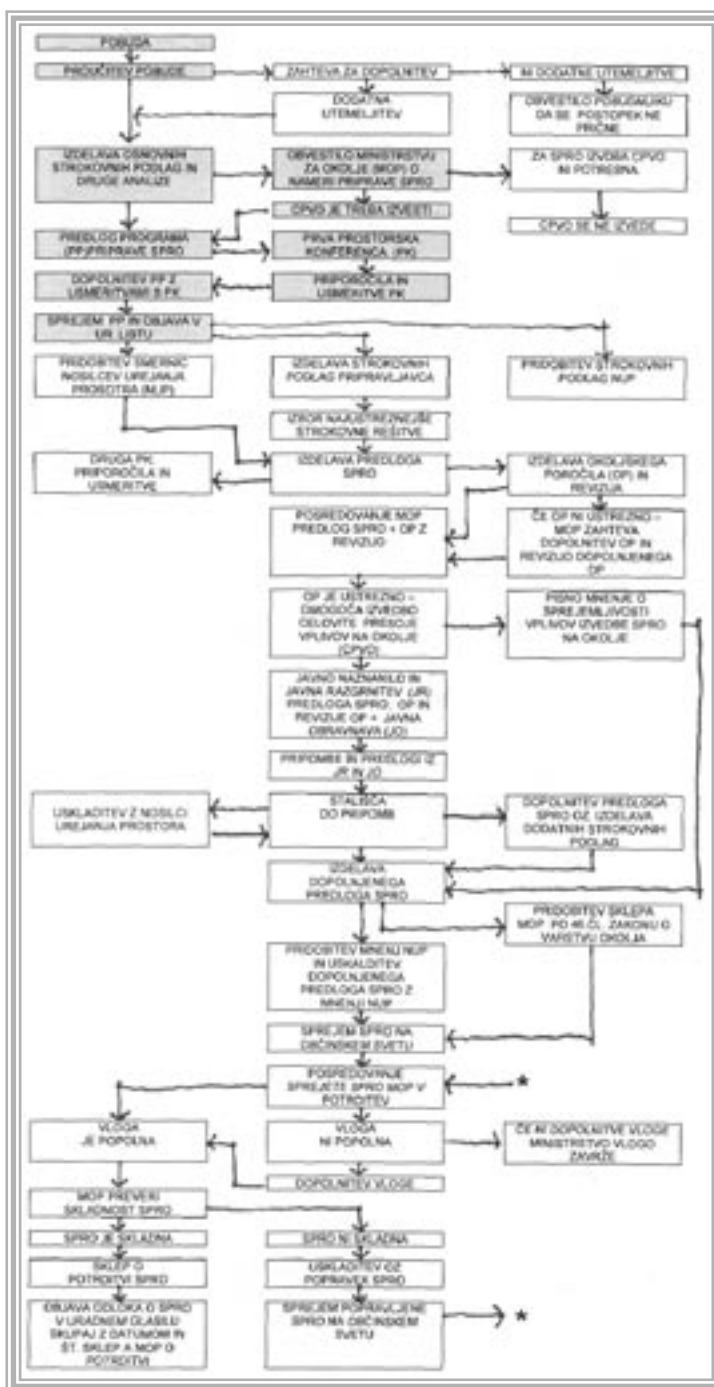 POBUDA
PROUČITEV POBUDE
ZAHTEVA ZA DOPOLNITEV
NI DODATNE UTEMELJITVE
DODATNA
UTEMELJITEV
OBVESTILO POBUDNIKU
DA SE POSTOPEK NE
PRIČNE
IZDELAVA OSNOVNIH
STROKOVNIH PODLAG IN
DRUGE ANALIZE
OBVESTILO MINISTRSTVU
ZA OKOLJE (MOP) O
NAMERI PRIPRAVE SPRO
ZA SPRO IZVDBA CPVO
NI POTREBNA.
CPVO JE TREBA IZVESTI
CPVO SE NE IZVEDE
PREDLOG PROGRAMA
(PP)PRIPRAVE SPRO
PRVA PROSTORSKA
KONFERENCA (PK)
DOPOLNITEV PP Z
USMERITVAMI S PK
PRIPOROČILA IN
USMERITVE PK
SPREJEM PP IN OBJAVA V
UR. LISTU
PRIDOBITEV SMERNIC
NOSILCEV UREJANJA
PROSOTRA (NUP)
IZDELAVA STROKOVNIH
PODLAG PRIPRAVLJAVCA
PRIDOBITEV STROKOVNIH
PODLAG NUP
IZBOR NAJUSTREZNEJŠE
STROKOVNE REŠITVE
DRUGA PK
PRIPOROČILA IN
USMERITVE
IZDELAVA PREDLOGA
SPRO
IZDELAVA OKOLJSKEGA
POROČILA (OP) IN
REVIZIJA
POSREDOVANJE MOP
PREDLOG SPRO + OP Z
REVIZIJO
ČE OP NI USTREZNO –
MOP ZAHTEVA
DOPOLNITEV OP IN
REVIZIJO DOPOLNJENEGA
OP
OP JE USTREZNO –
OMOGOČA IZVEDBO
CELOVITE PRESOJE
VPLIVOV NA OKOLJE
(CPVO)
PISNO MNENJE O
SPREJEMLJIVOSTI
VPLIVOV IZVEDBE SPRO
NA OKOLJE
JAVNO NAZNANILO IN
JAVNA RAZGRNITEV (JR)
PREDLOGA SPRO, OP IN
REVIZIJE OP + JAVNA
OBRAVNAVA (JO)
PRIPOMBE IN PREDLOGI IZ
JR IN JO
USKLADITEV Z NOSILCI
UREJANJA PROSTORA
STALIŠČA
DO PRIPOMB
DOPOLNITEV PREDLOGA
SPRO OZ. IZDELAVA
DODATNIH STROKOVNIH
PODLAG
IZDELAVA
DOPOLNJENEGA
PREDLOGA SPRO
PRIDOBITEV SKLEPA
MOP PO 46.ČL. ZAKONU O
VARSTVU OKOLJA
PRIDOBITEV MNENJ NUP
IN USKALDITEV
DOPOLNJENEGA
PREDLOGA SPRO Z
MNENJI NUP
SPREJEM SPRO NA
OBČINSKEM SVETU
POSREDOVANJE
SPREJETE SPRO MOP V
POTRDITEV
*
VLOGA
JE POPOLNA
VLOGA
NI POPOLNA
ČE NI DOPOLNITVE VLOGE
MINISTRSTVO VLOGO
ZAVRŽE
DOPOLNITEV VLOGE
MOP PREVERI
SKLADNOST SPRO
SPRO JE SKLADNA
SPRO NI SKLADNA
SKLEP O
POTRDITVI SPRO
USKLADITEV OZ
POPRAVEK SPRO
OBJAVA ODLOKA O SPRO
V URADNEM GLASILU
SKUPAJ Z DATUMOM IN
ŠT. SKLEP A MOP O
POTRDITVI
SPREJEM POPRAVLJENE
SPRO NA OBČINSKEM
SVETU
*